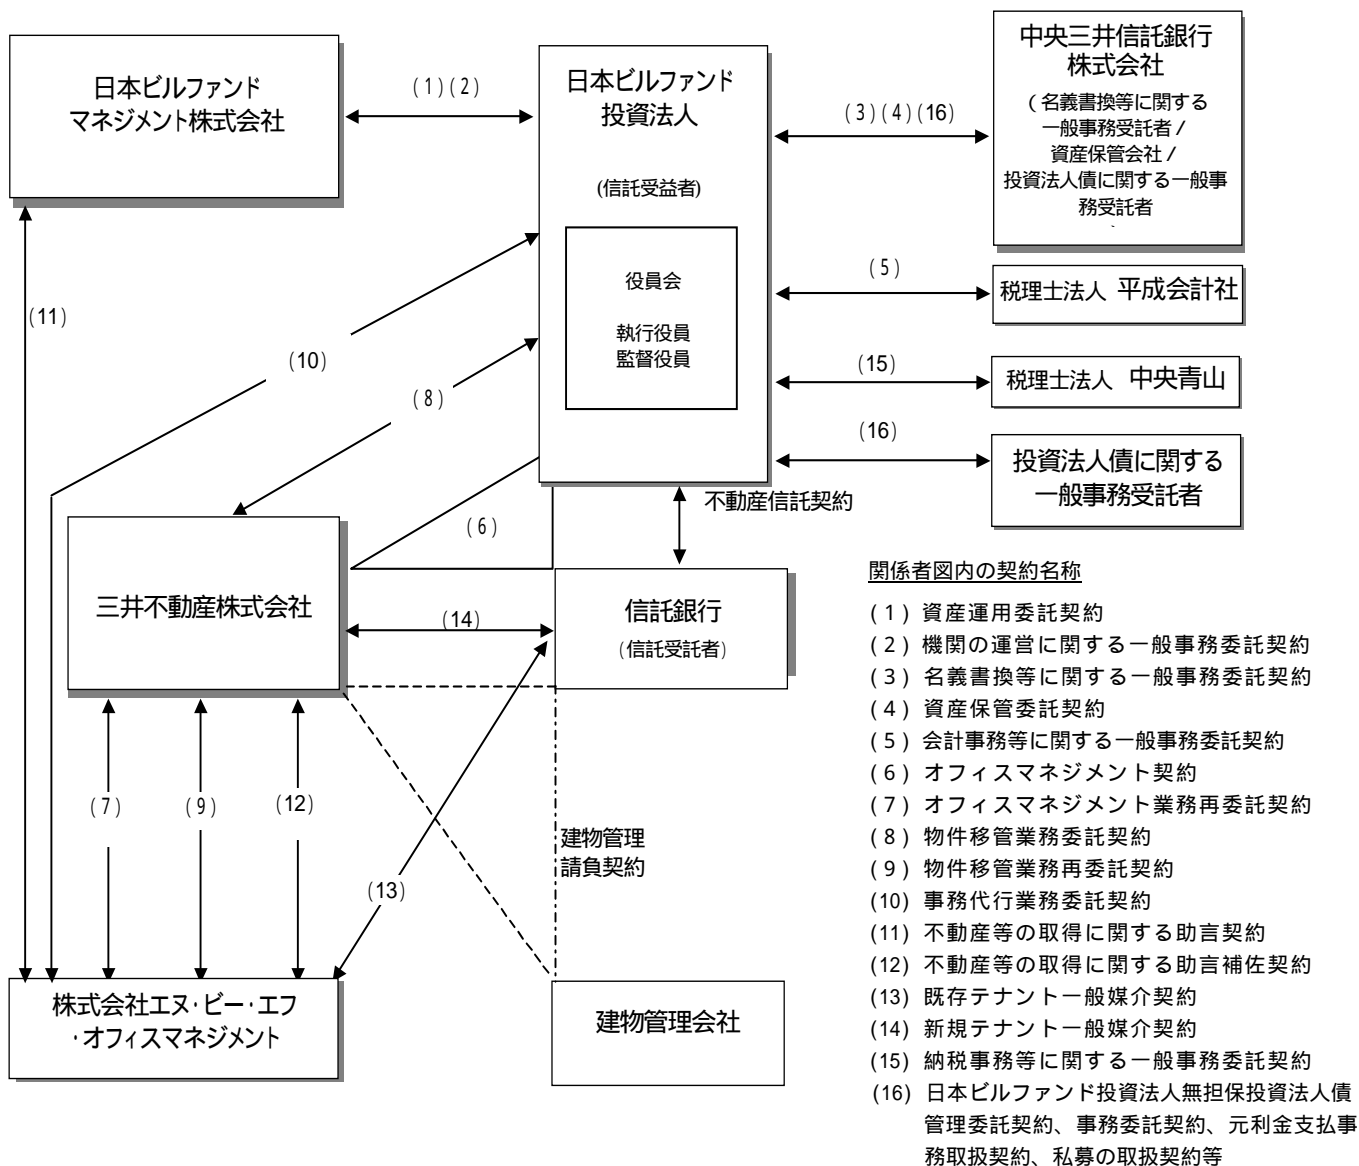 日本ビルファンド
マネジメント株式会社
(1)(2)
日本ビルファンド
投資法人
(信託受益者)
役員会
執行役員
監督役員
(3)(4)(16)
中央三井信託銀行
株式会社
(名義書換等に関する
一般事務受託者/
資産保管会社/
投資法人債に関する一般事
務受託者
(5)
税理士法人 平成会計社
(15)
税理士法人 中央青山
(16)
投資法人債に関する
一般事務受託者
(11)
(10)
(8)
(6)
不動産信託契約
三井不動産株式会社
(14)
信託銀行
(信託受託者)
(7)
(9)
(12)
(13)
建物管理
請負契約
株式会社エヌ・ビー・エフ
・オフィスマネジメント
建物管理会社
関係者図内の契約名称
(1) 資産運用委託契約
(2) 機関の運営に関する一般事務委託契約
(3) 名義書換等に関する一般事務委託契約
(4) 資産保管委託契約
(5) 会計事務等に関する一般事務委託契約
(6) オフィスマネジメント契約
(7) オフィスマネジメント業務再委託契約
(8) 物件移管業務委託契約
(9) 物件移管業務再委託契約
(10) 事務代行業務委託契約
(11) 不動産等の取得に関する助言契約
(12) 不動産等の取得に関する助言補佐契約
(13) 既存テナント一般媒介契約
(14) 新規テナント一般媒介契約
(15) 納税事務等に関する一般事務委託契約
(16) 日本ビルファンド投資法人無担保投資法人債
管理委託契約、事務委託契約、元利金支払事
務取扱契約、私募の取扱契約等